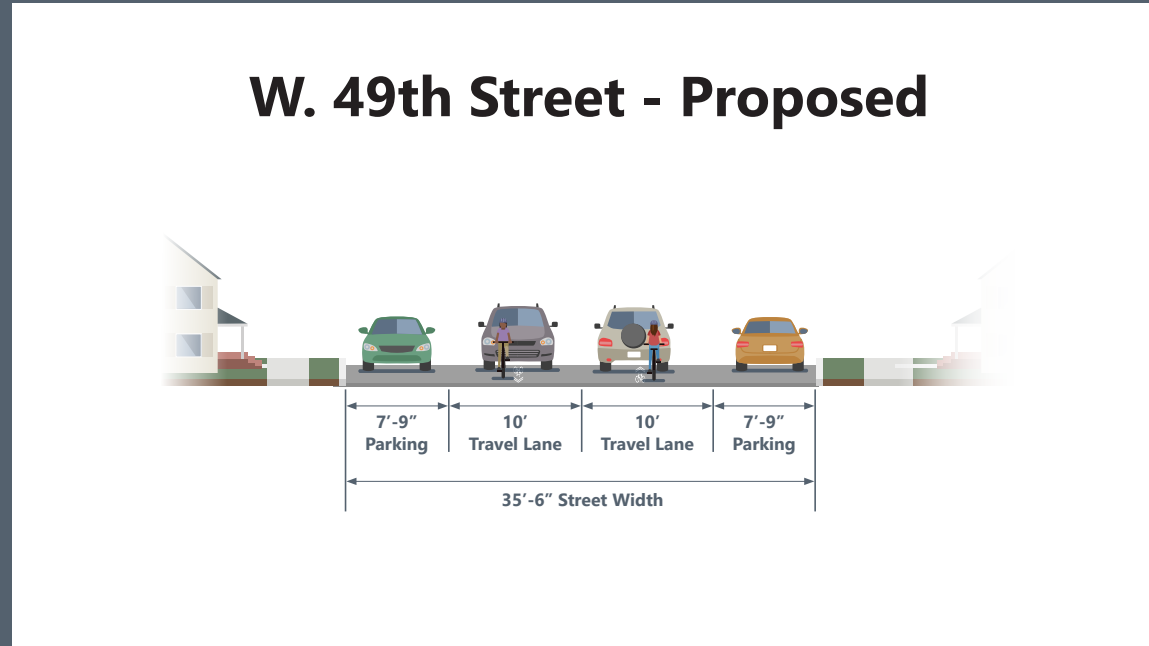 W. 49th Street - Proposed
7’-9” 10’ 10’ 7’-9”
Parking Travel Lane Travel Lane Parking
35’-6” Street Width